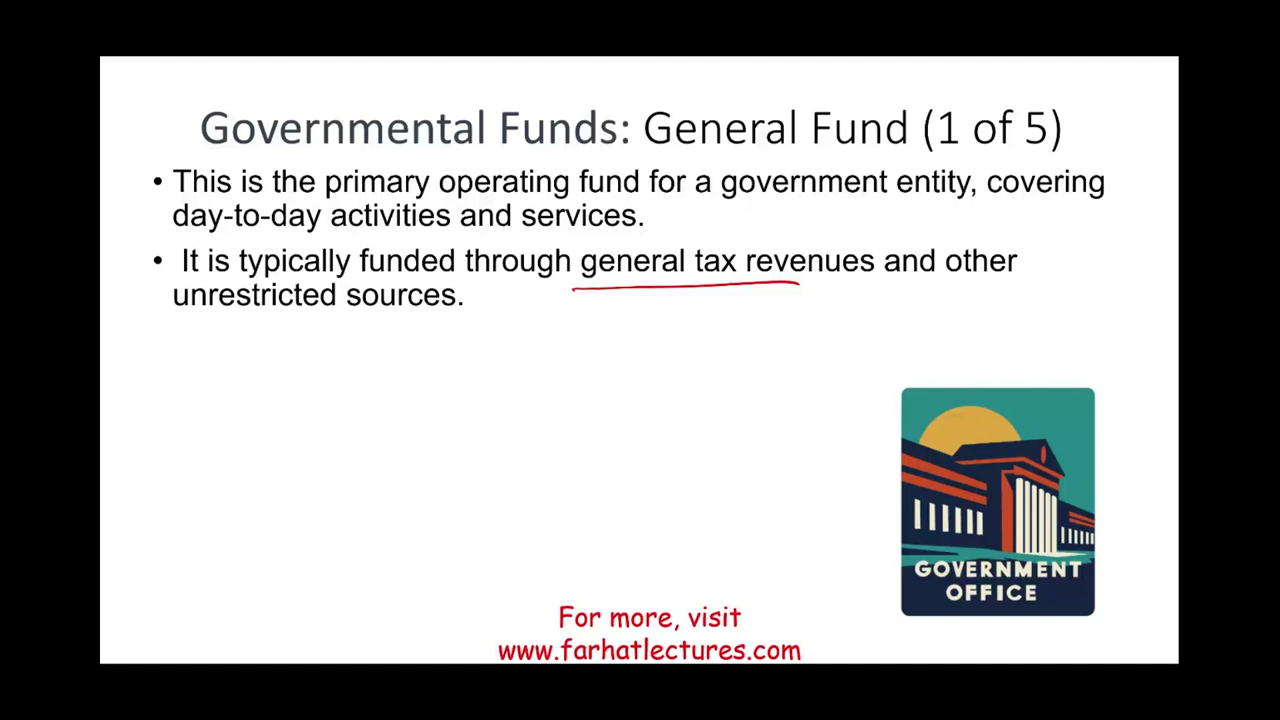 Governmental Funds: General Fund (1 of 5)
• This is the primary operating fund for a government entity, covering
day-to-day activities and services.
• It is typically funded through general tax revenues and other
unrestricted sources.
GOVERNMENT
OFFICE
For more, visit
www.farhatlectures.com